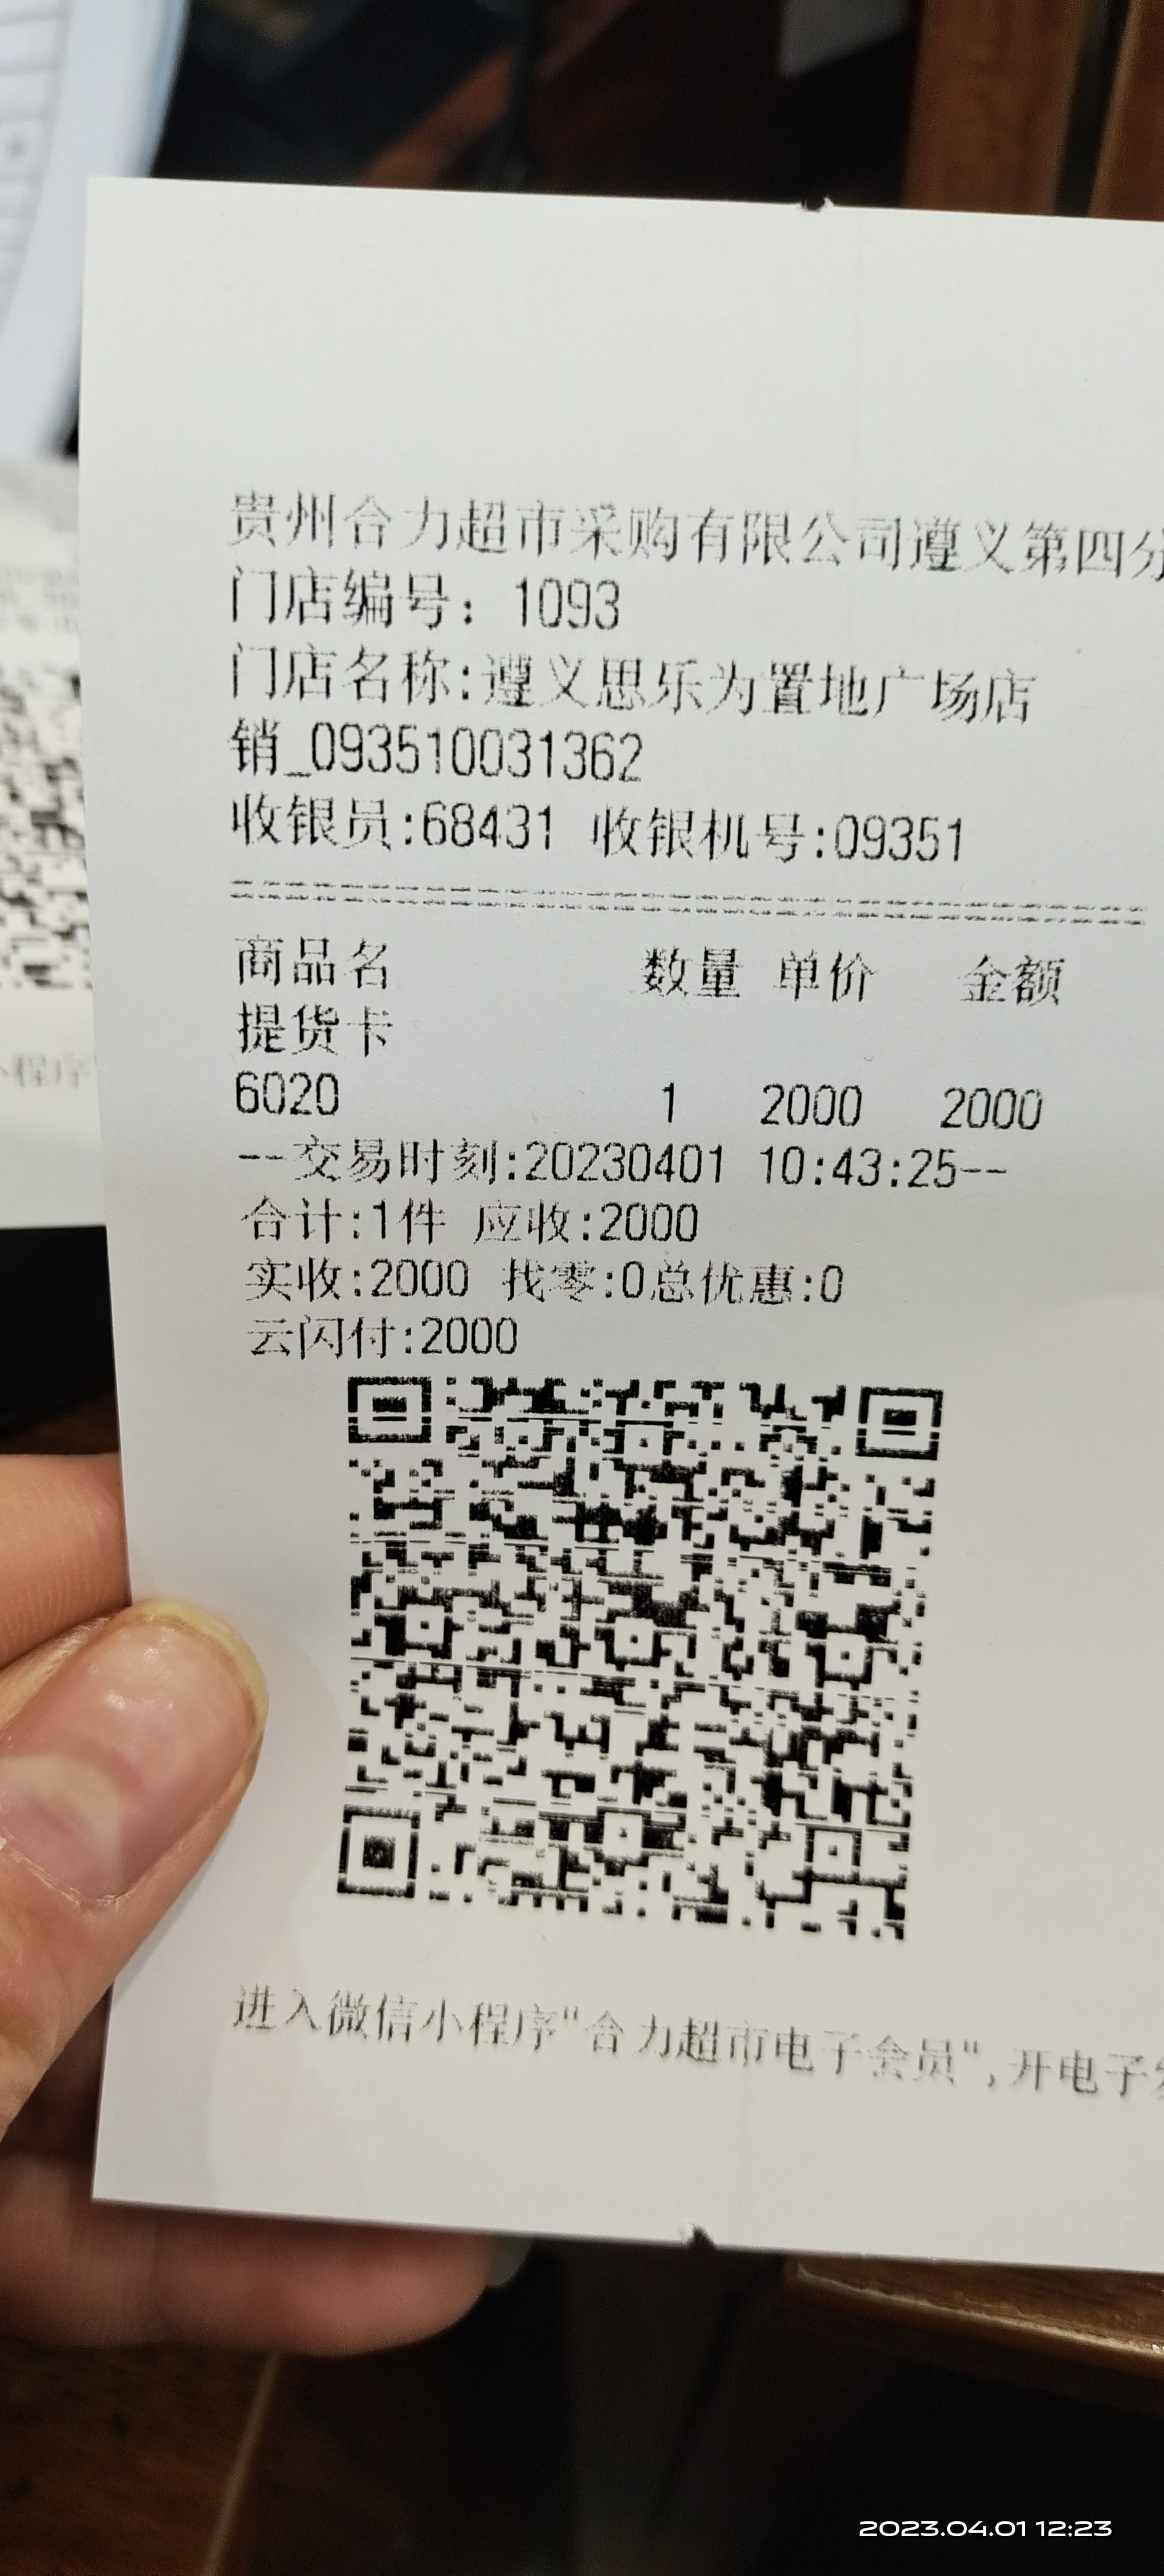 贵州合力超市采购有限公司遵义第四分
门店编号：1093
门店名称:遵义思乐为置地广场店
销_093510031362
收银员:68431 收银机号:09351
商品名 数量 单价 金额
提货卡
6020 1 2000 2000
--交易时刻:20230401 10:43:25--
合计:1件 应收:2000
实收:2000 找零:0总优惠:0
云闪付:2000
进入微信小程序"合力超市电子会员",开电子
小程序
2023.04.01 12:23